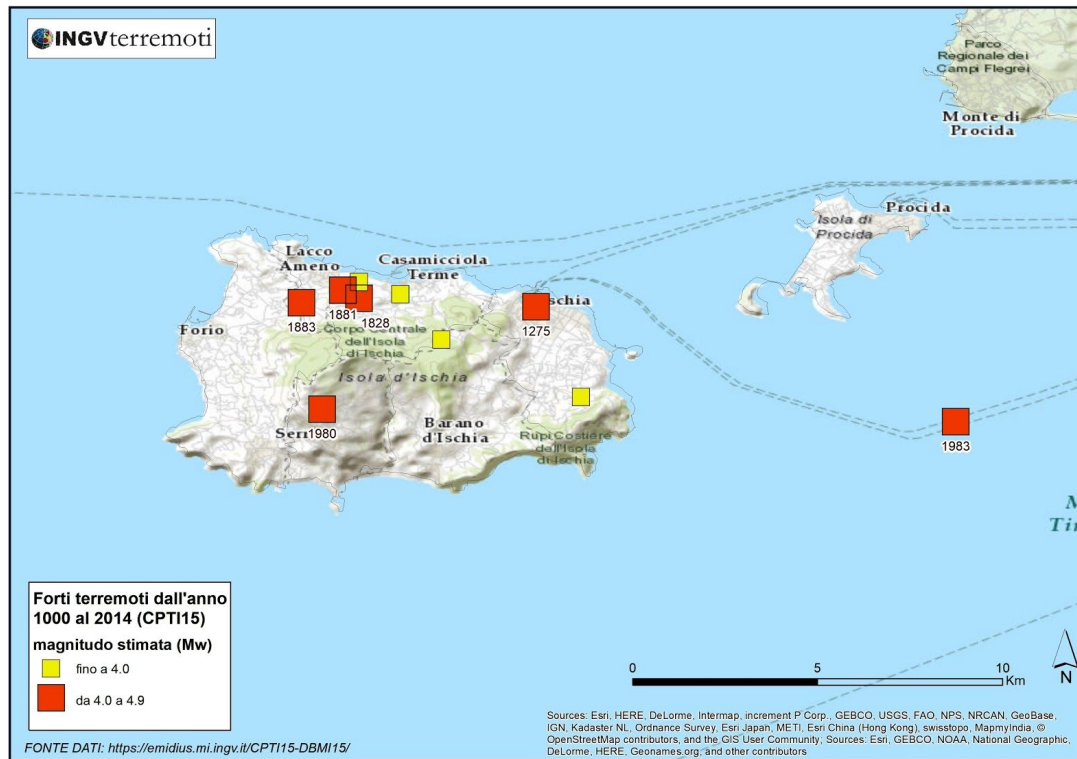 INGVterremoti
Parco
Regionale dei
Campi Flegrei
Monte di
Procida
Procida
Isola di
Procida
Lacco
Ameno
Casamicciola
Terme
Ischia
1881
1828
1883
1275
Forio
Corpo Centrale
dell'Isola
di Ischia
Isola d'Ischia
Serr
1980
Barano
d'Ischia
Rupi Costiere
dell'Isola
di Ischia
1983
M
Tir
Forti terremoti dall'anno
1000 al 2014 (CPTI15)
magnitudo stimata (Mw)
fino a 4.0
da 4.0 a 4.9
0 5 10
Km
N
FONTE DATI: https://emidius.mi.ingv.it/CPTI15-DBMI15/
Sources: Esri, HERE, DeLorme, Intermap, increment P Corp., GEBCO, USGS, FAO, NPS, NRCAN, GeoBase,
IGN, Kadaster NL, Ordnance Survey, Esri Japan, METI, Esri China (Hong Kong), swisstopo, MapmyIndia, ©
OpenStreetMap contributors, and the GIS User Community; Sources: Esri, GEBCO, NOAA, National Geographic,
DeLorme, HERE, Geonames.org, and other contributors